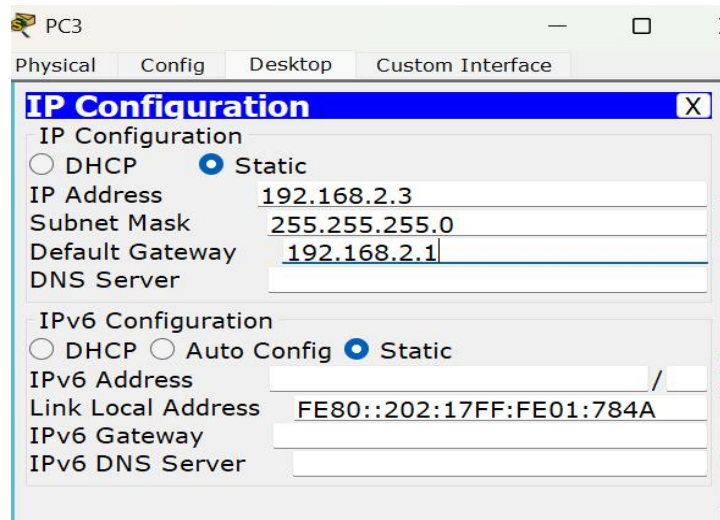 PC3
Physical Config Desktop Custom Interface
IP Configuration X
IP Configuration
DHCP Static
IP Address 192.168.2.3
Subnet Mask 255.255.255.0
Default Gateway 192.168.2.1
DNS Server
IPv6 Configuration
DHCP Auto Config Static
IPv6 Address /
Link Local Address FE80::202:17FF:FE01:784A
IPv6 Gateway
IPv6 DNS Server